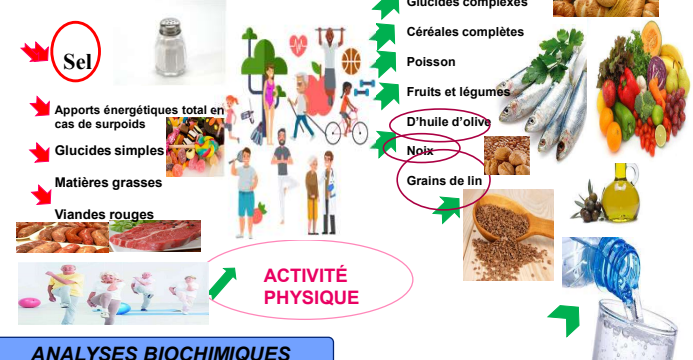 Glucides complexes
Céréales complètes
Poisson
Fruits et légumes
D'huile d'olive
Noix
Grains de lin
Sel
Apports énergétiques total en
cas de surpoids
Glucides simples
Matières grasses
Viandes rouges
ACTIVITÉ
PHYSIQUE
ANALYSES BIOCHIMIQUES